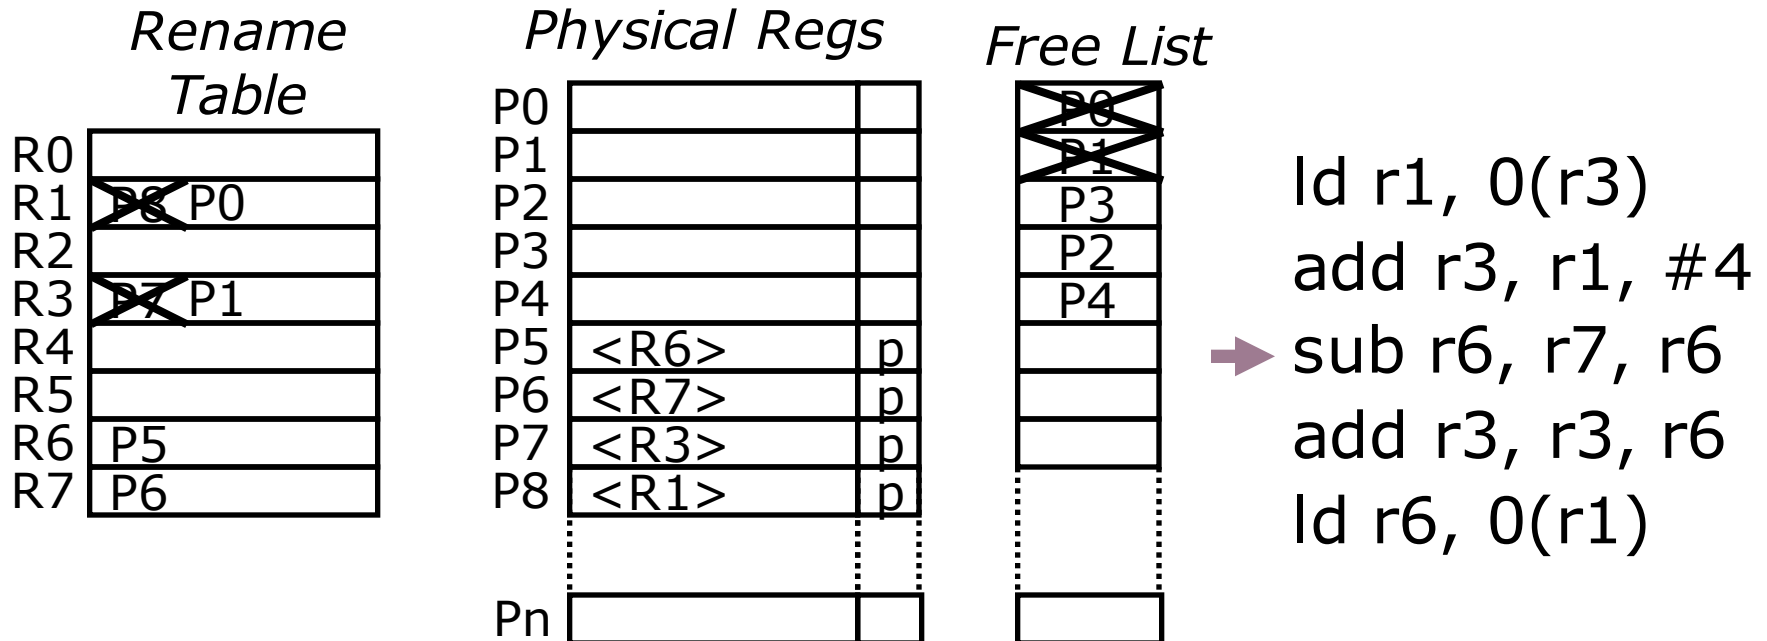 Rename
Table
R0
R1 P8 P0
R2
R3 P7 P1
R4
R5
R6 P5
R7 P6
Physical Regs
P0
P1
P2
P3
P4
P5 <R6> p
P6 <R7> p
P7 <R3> p
P8 <R1> p
Pn
Free List
P0
P1
P3
P2
P4
ld r1, 0(r3)
add r3, r1, #4
sub r6, r7, r6
add r3, r3, r6
ld r6, 0(r1)